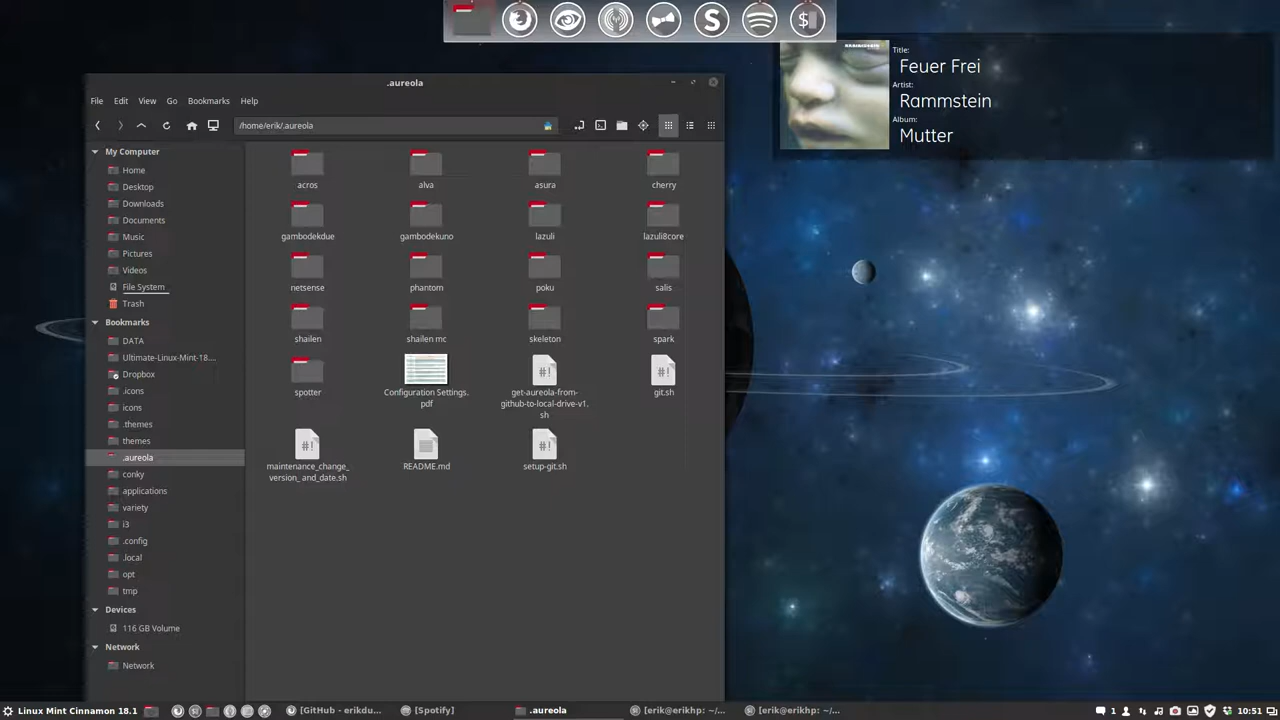 .aureola
File Edit View Go Bookmarks Help
/home/erik/.aureola
My Computer
Home
Desktop
Downloads
Documents
Music
Pictures
Videos
File System
Trash
Bookmarks
DATA
Ultimate-Linux-Mint-18....
Dropbox
.icons
icons
.themes
themes
.aureola
conky
applications
variety
i3
.config
.local
opt
tmp
Devices
116 GB Volume
Network
Network
acros alva asura cherry
gambodekdue gambodekuno lazuli lazuli8core
netsense phantom poku salis
shailen shailen mc skeleton spark
spotter
Configuration Settings.
pdf
get-aureola-from-
github-to-local-drive-v1.
sh
git.sh
maintenance_change_
version_ and_date.sh
README.md
setup-git.sh
Title:
Feuer Frei
Artist:
Rammstein
Album:
Mutter
Linux Mint Cinnamon 18.1 [GitHub - erikdu... [Spotify] .aureola [erik@erikhp: ~/... [erik@erikhp: ~/... 1 10:51